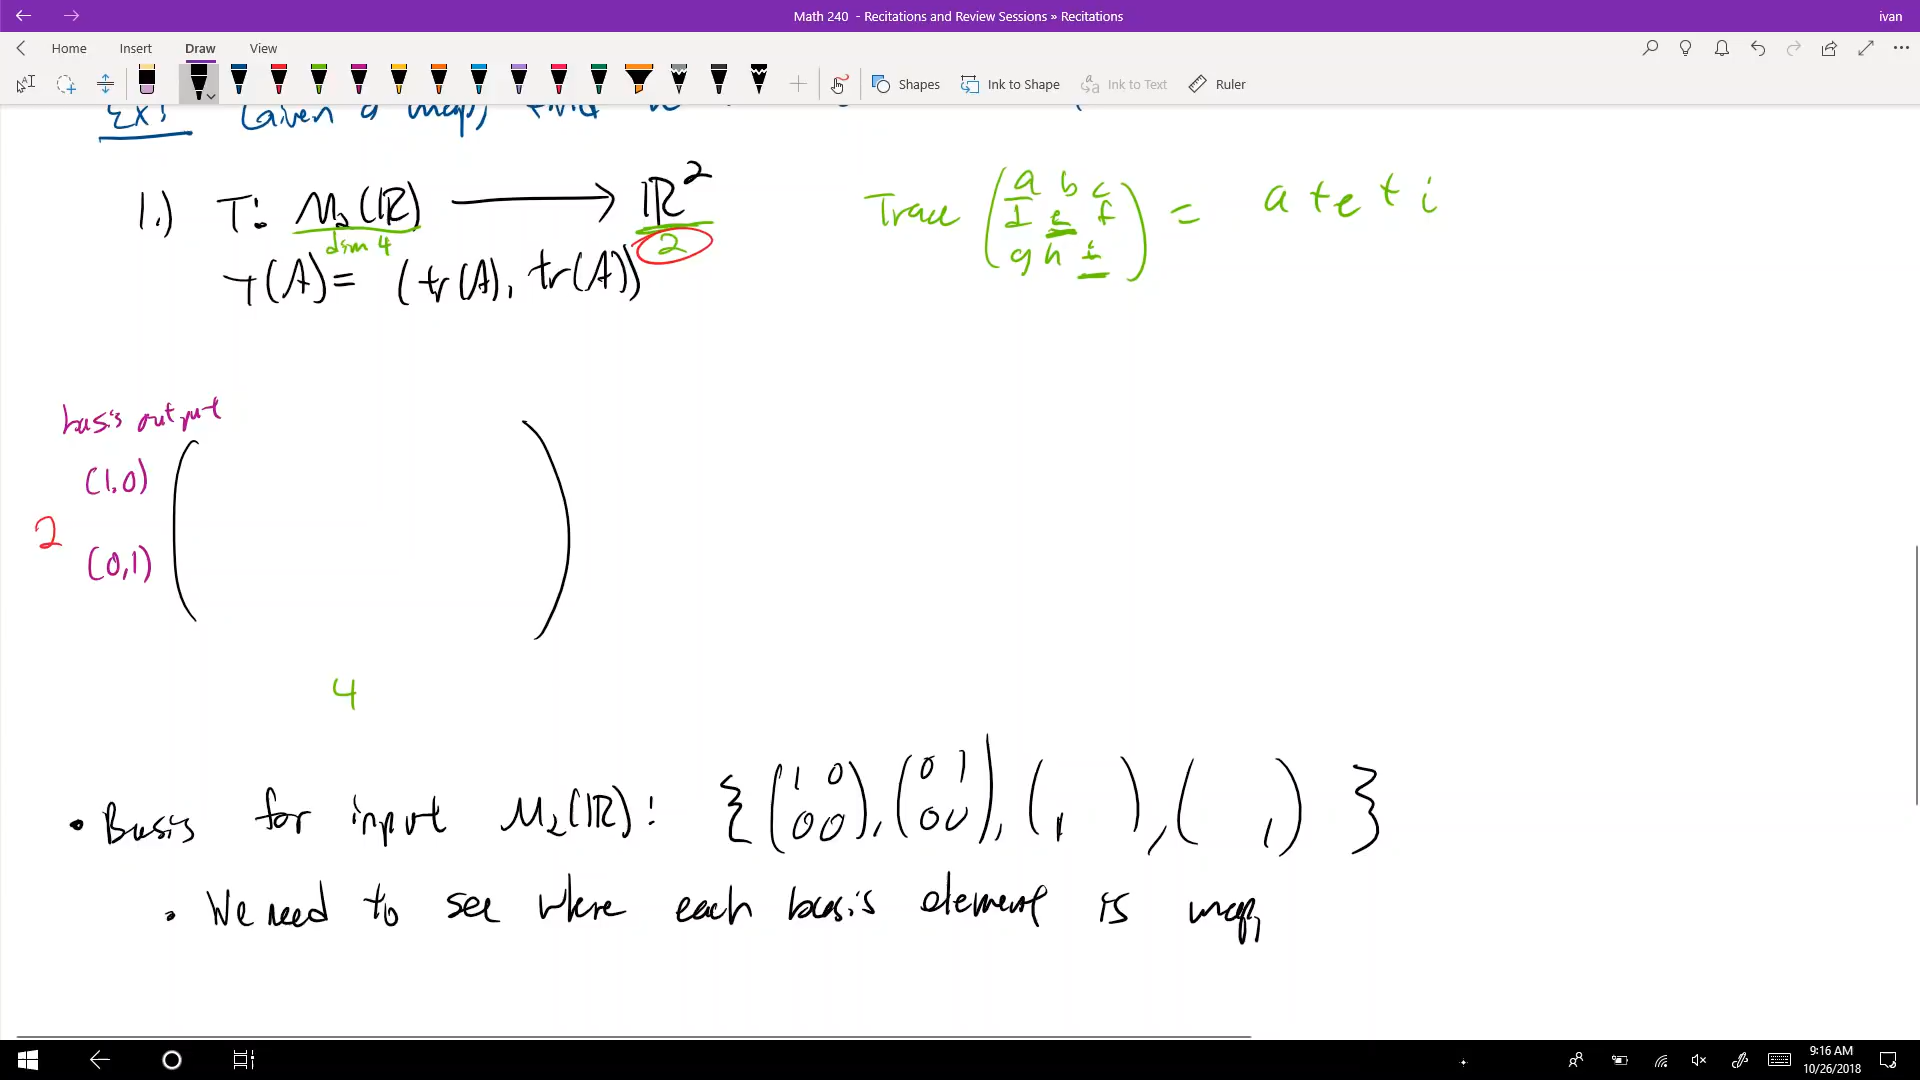 Math 240 - Recitations and Review Sessions » Recitations
ivan
Home Insert Draw View
Shapes Ink to Shape Ink to Text Ruler
Ex: Given a map, find
1.) T: M₂(ℝ) ⟶ ℝ²
dim 4 2
T(A) = (tr(A), tr(A))
Trace (a b c
d e f
g h i) = a + e + i
basis output
(1,0)
2
(0,1)
4
• Basis for input M₂(ℝ): {(1 0
0 0), (0 1
0 0), (
1 ), (
1)}
• We need to see where each basis element is map
9:16 AM
10/26/2018